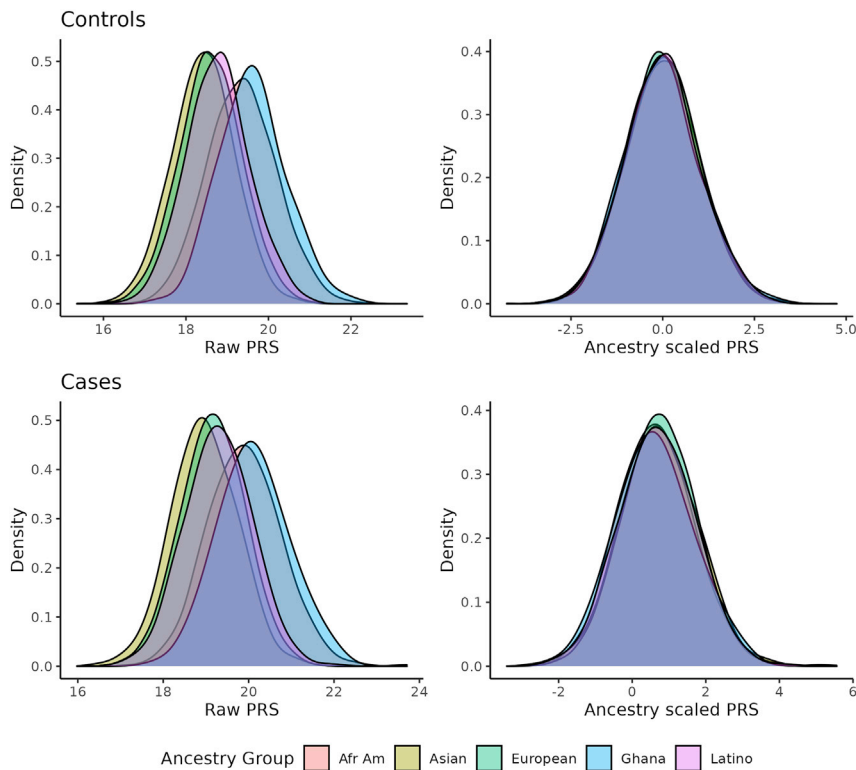 Controls
Density
0.5
0.4
0.3
0.2
0.1
0.0
16 18 20 22
Raw PRS
Density
0.4
0.3
0.2
0.1
0.0
-2.5 0.0 2.5 5.0
Ancestry scaled PRS
Cases
Density
0.5
0.4
0.3
0.2
0.1
0.0
16 18 20 22 24
Raw PRS
Density
0.4
0.3
0.2
0.1
0.0
-2 0 2 4 6
Ancestry scaled PRS
Ancestry Group Afr Am Asian European Ghana Latino